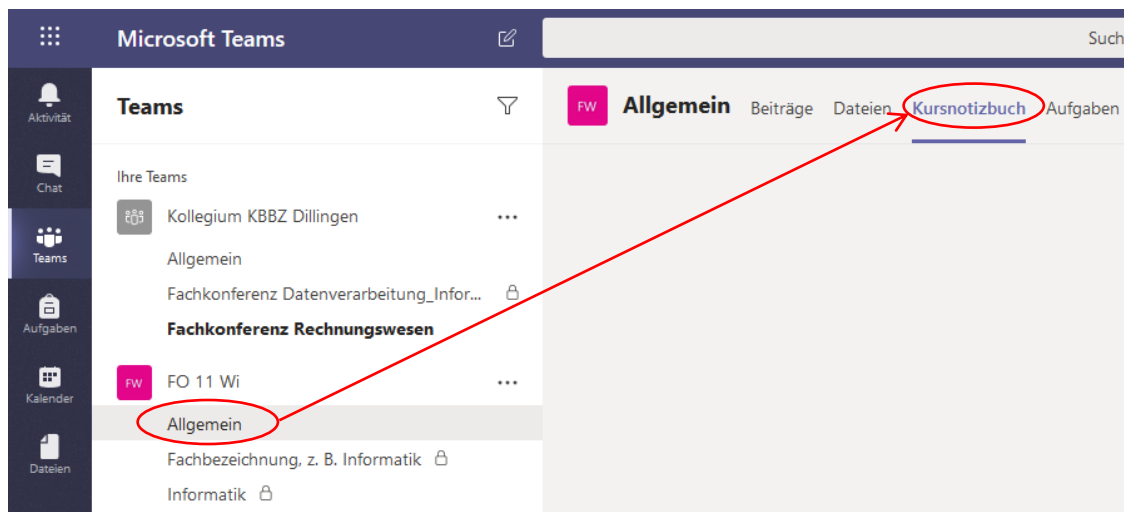 Microsoft Teams
Such
Aktivität
Chat
Teams
Aufgaben
Kalender
Dateien
Teams
Ihre Teams
Kollegium KBBZ Dillingen
Allgemein
Fachkonferenz Datenverarbeitung_Infor...
Fachkonferenz Rechnungswesen
FW FO 11 Wi
Allgemein
Fachbezeichnung, z. B. Informatik
Informatik
FW Allgemein Beiträge Dateien Kursnotizbuch Aufgaben